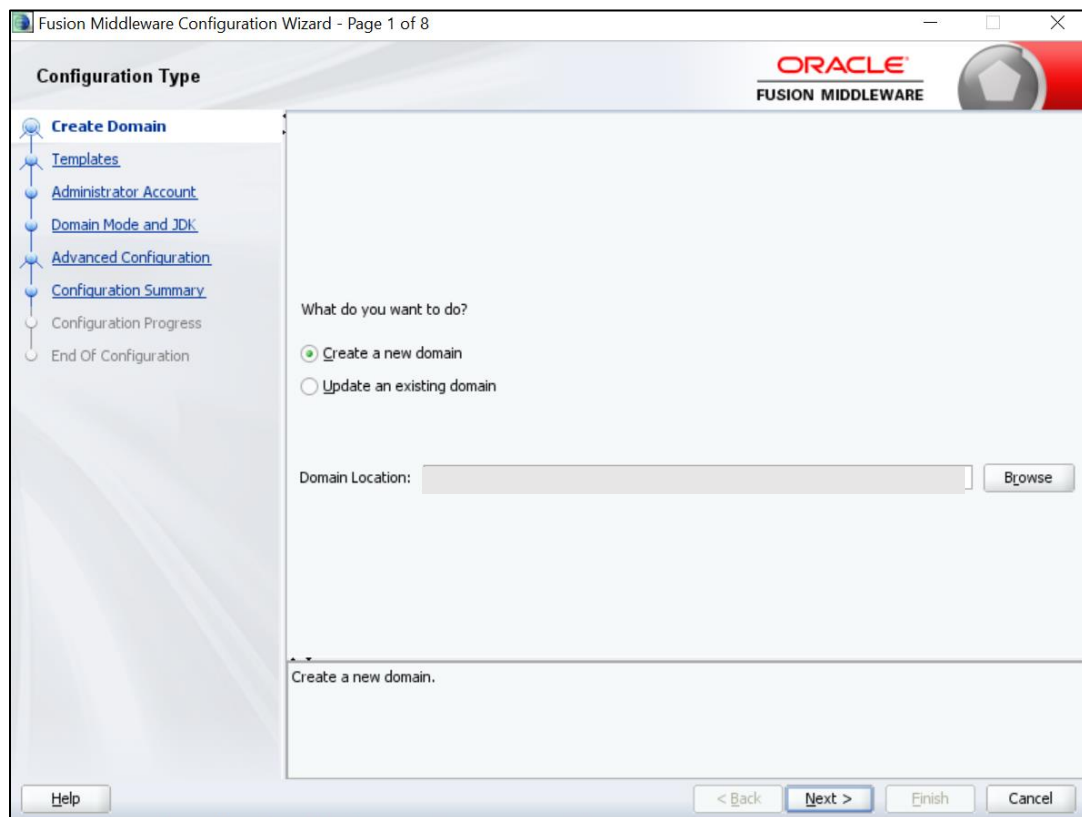 Fusion Middleware Configuration Wizard - Page 1 of 8
Configuration Type
ORACLE
FUSION MIDDLEWARE
Create Domain
Templates
Administrator Account
Domain Mode and JDK
Advanced Configuration
Configuration Summary
Configuration Progress
End Of Configuration
What do you want to do?
Create a new domain
Update an existing domain
Domain Location:
Browse
Create a new domain.
Help
< Back
Next >
Finish
Cancel